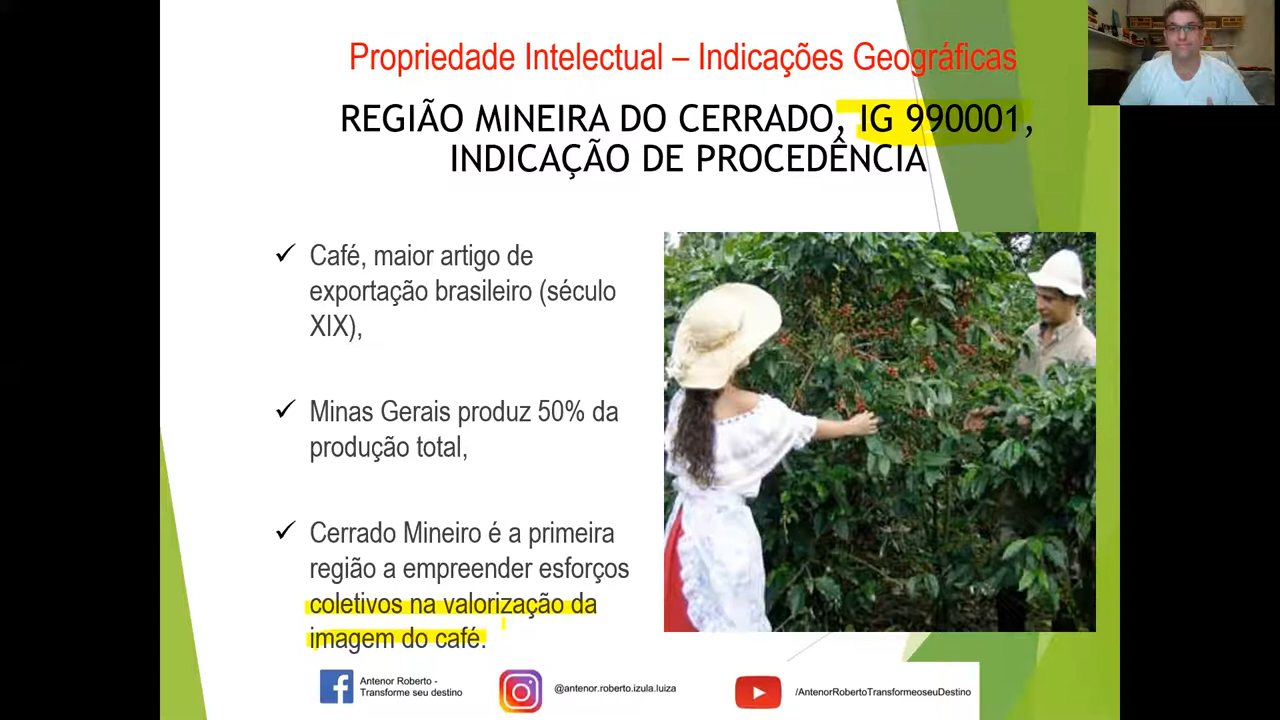 Propriedade Intelectual – Indicações Geográficas
REGIÃO MINEIRA DO CERRADO, IG 990001,
INDICAÇÃO DE PROCEDÊNCIA
✓ Café, maior artigo de
exportação brasileiro (século
XIX),
✓ Minas Gerais produz 50% da
produção total,
✓ Cerrado Mineiro é a primeira
região a empreender esforços
coletivos na valorização da
imagem do café.
Antenor Roberto -
Transforme seu destino
@antenor.roberto.izula.luiza
/AntenorRobertoTransformeoseuDestino